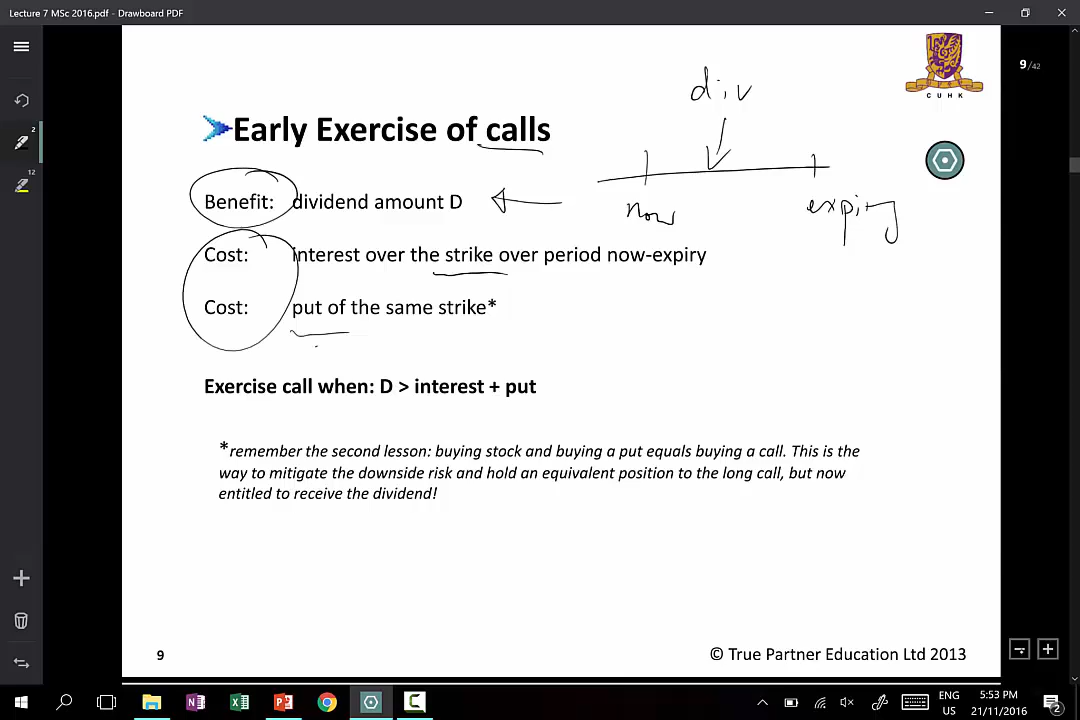 Lecture 7 MSc 2016.pdf - Drawboard PDF
9/42
CUHK
div
Early Exercise of calls
now
expiry
Benefit: dividend amount D
Cost: interest over the strike over period now-expiry
Cost: put of the same strike*
Exercise call when: D > interest + put
*remember the second lesson: buying stock and buying a put equals buying a call. This is the
way to mitigate the downside risk and hold an equivalent position to the long call, but now
entitled to receive the dividend!
9
© True Partner Education Ltd 2013
2
12
ENG
US
5:53 PM
21/11/2016
2